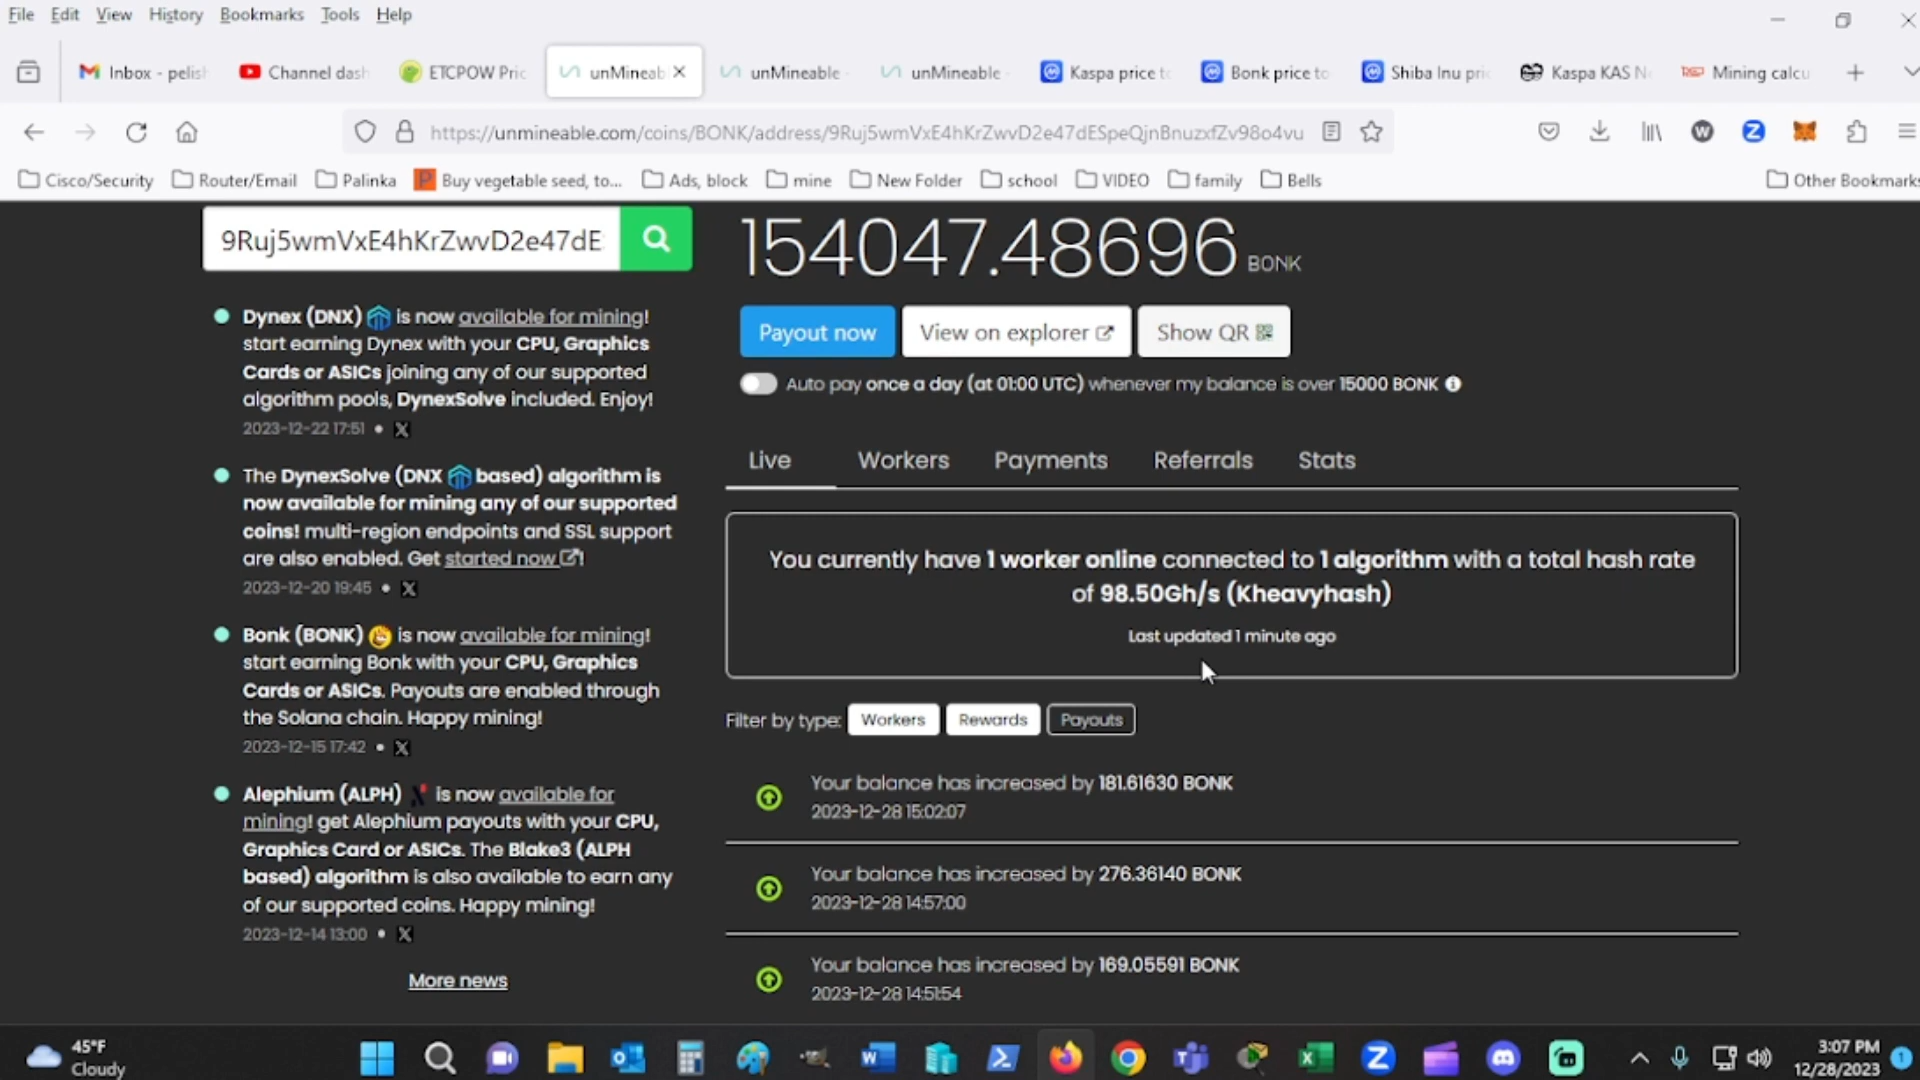 File Edit View History Bookmarks Tools Help
Inbox - pelis
Channel dash
ETCPOW Pric
unMineab
unMineable
unMineable
Kaspa price to
Bonk price to
Shiba Inu pric
Kaspa KAS N
Mining calcu
https://unmineable.com/coins/BONK/address/9Ruj5wmVxE4hKrZwvD2e47dESpeQjnBnuzxfZv98o4vu
Cisco/Security Router/Email Palinka Buy vegetable seed, to... Ads, block mine New Folder school VIDEO family Bells Other Bookmarks
9Ruj5wmVxE4hKrZwvD2e47dE
Dynex (DNX) is now available for mining!
start earning Dynex with your CPU, Graphics
Cards or ASICs joining any of our supported
algorithm pools, DynexSolve included. Enjoy!
2023-12-22 17:51 • X
The DynexSolve (DNX based) algorithm is
now available for mining any of our supported
coins! multi-region endpoints and SSL support
are also enabled. Get started now!
2023-12-20 19:45 • X
Bonk (BONK) is now available for mining!
start earning Bonk with your CPU, Graphics
Cards or ASICs. Payouts are enabled through
the Solana chain. Happy mining!
2023-12-15 17:42 • X
Alephium (ALPH) is now available for
mining! get Alephium payouts with your CPU,
Graphics Card or ASICs. The Blake3 (ALPH
based) algorithm is also available to earn any
of our supported coins. Happy mining!
2023-12-14 13:00 • X
More news
154047.48696 BONK
Payout now View on explorer Show QR
Auto pay once a day (at 01:00 UTC) whenever my balance is over 15000 BONK
Live Workers Payments Referrals Stats
You currently have 1 worker online connected to 1 algorithm with a total hash rate
of 98.50Gh/s (Kheavyhash)
Last updated 1 minute ago
Filter by type: Workers Rewards Payouts
Your balance has increased by 181.61630 BONK
2023-12-28 15:02:07
Your balance has increased by 276.36140 BONK
2023-12-28 14:57:00
Your balance has increased by 169.05591 BONK
2023-12-28 14:51:54
45°F
Cloudy
3:07 PM
12/28/2023
1